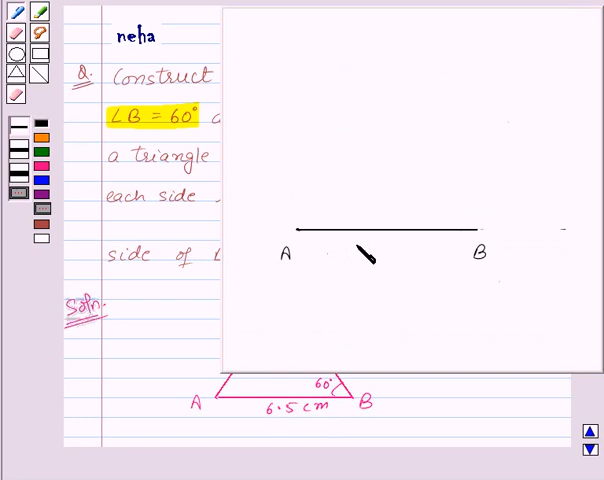 neha
Q. Construct
∠B = 60°
a triangle
each side
side of
Soln.
A B
60°
A 6.5 cm B